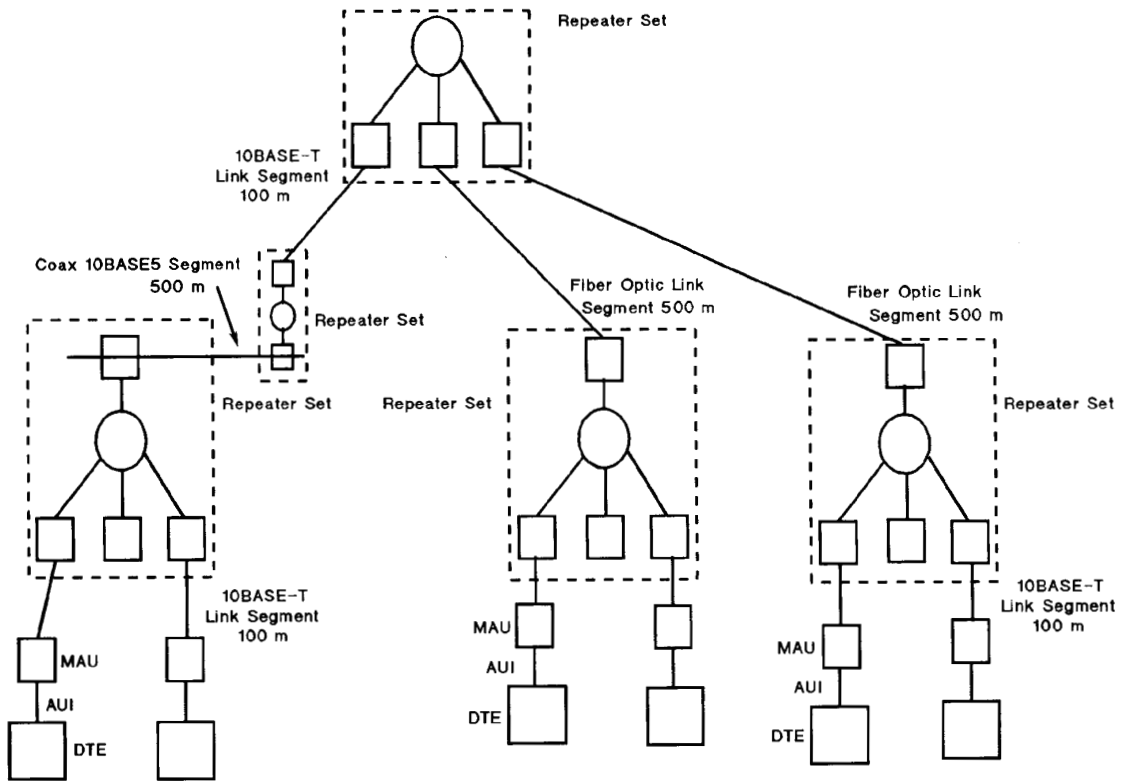 Repeater Set
10BASE-T
Link Segment
100 m
Coax 10BASE5 Segment
500 m
Repeater Set
Fiber Optic Link
Segment 500 m
Fiber Optic Link
Segment 500 m
Repeater Set
Repeater Set
Repeater Set
10BASE-T
Link Segment
100 m
10BASE-T
Link Segment
100 m
MAU
AUI
DTE
MAU
AUI
DTE
MAU
AUI
DTE